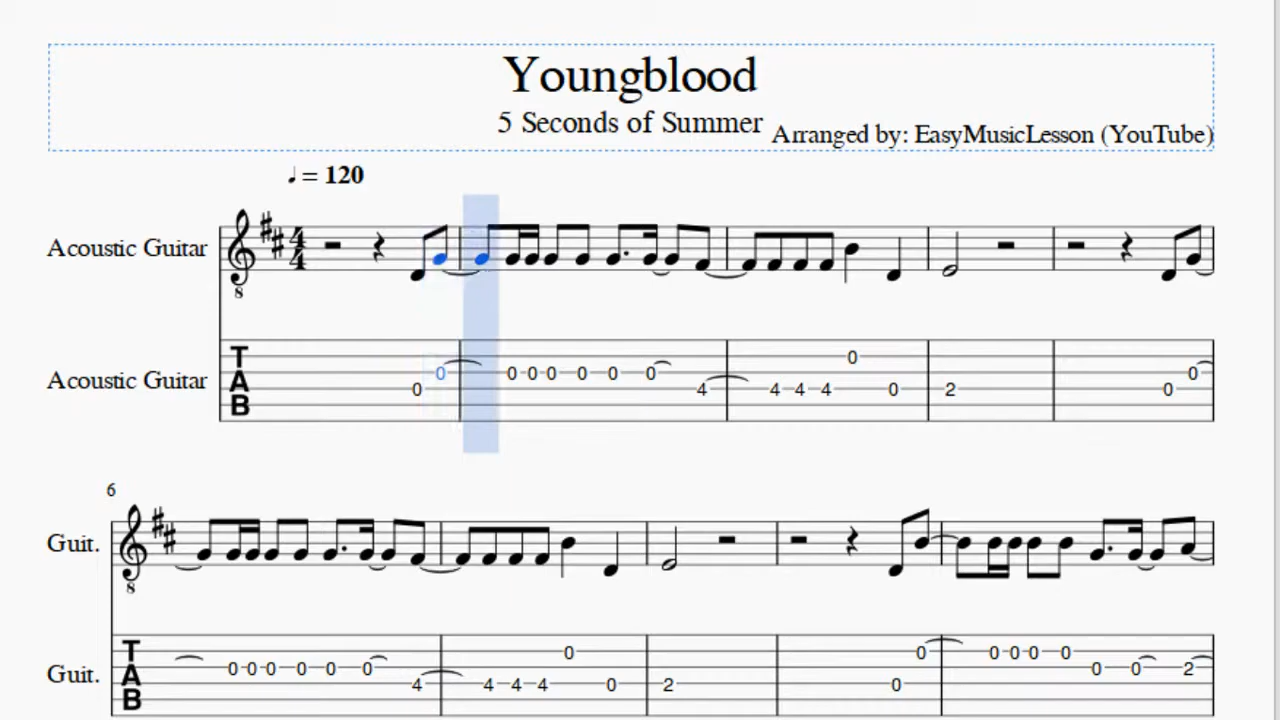 Youngblood
5 Seconds of Summer
Arranged by: EasyMusicLesson (YouTube)
♩ = 120
Acoustic Guitar 4 4 8
Acoustic Guitar T A B 0 0 0 0 0 0 0 0 4 4 4 4 0 0 2 0 0
6
Guit. 8
Guit. T A B 0 0 0 0 0 0 4 4 4 4 0 0 2 0 0 0 0 0 0 0 0 2